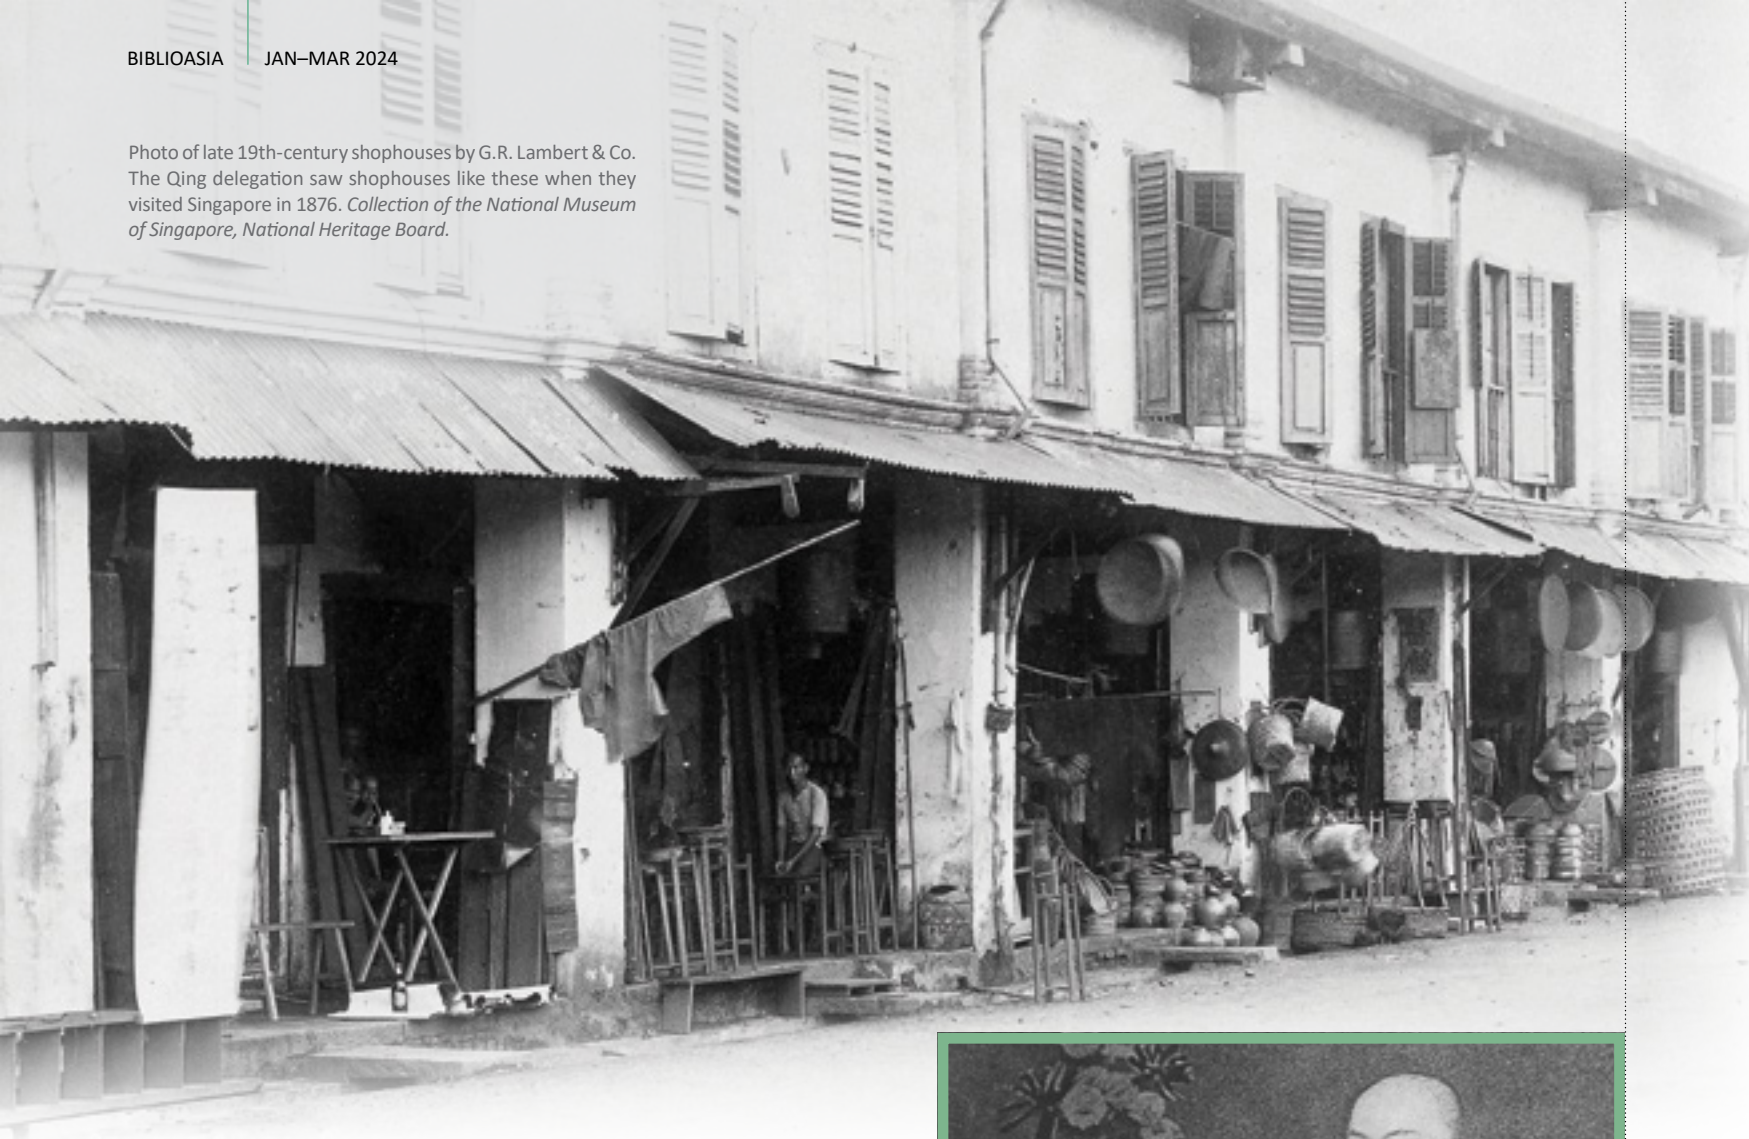 BIBLIOASIA JAN–MAR 2024
Photo of late 19th-century shophouses by G.R. Lambert & Co.
The Qing delegation saw shophouses like these when they
visited Singapore in 1876. Collection of the National Museum
of Singapore, National Heritage Board.